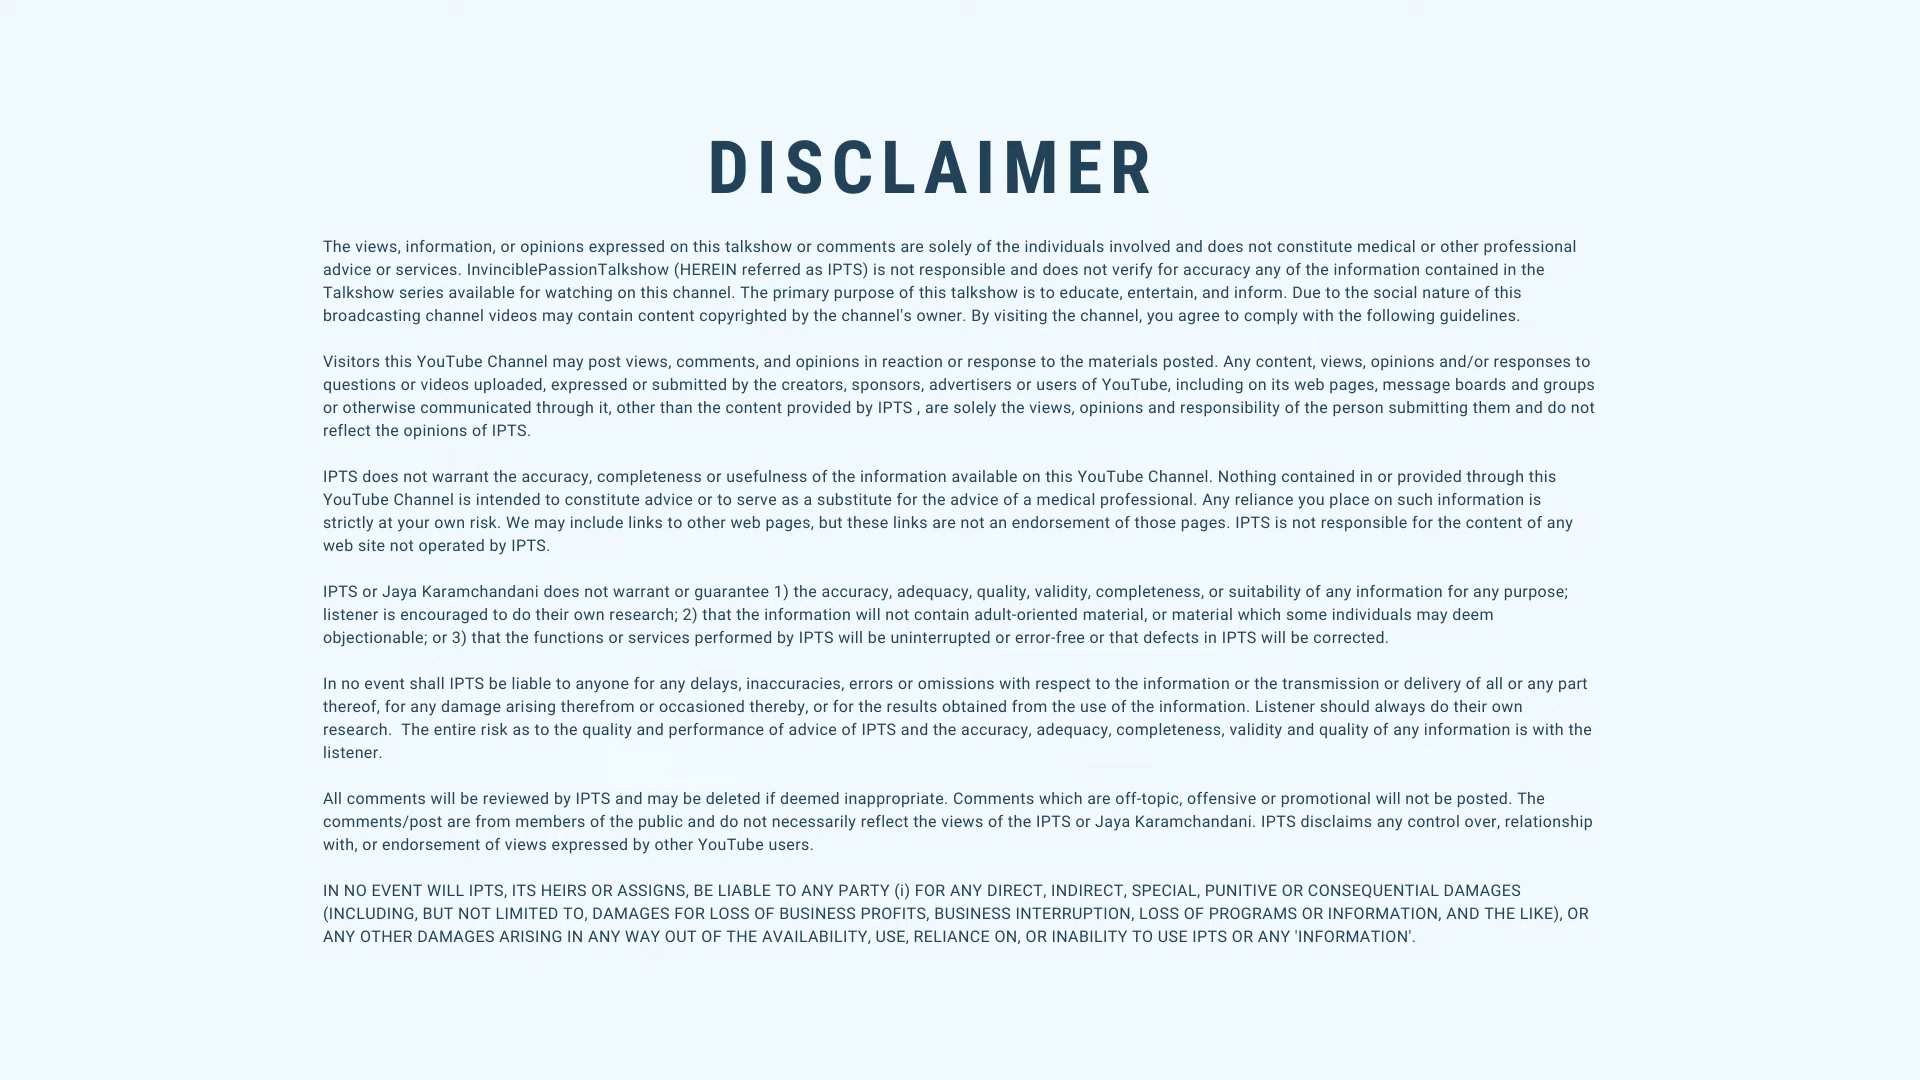 DISCLAIMER
The views, information, or opinions expressed on this talkshow or comments are solely of the individuals involved and does not constitute medical or other professional
advice or services. InvinciblePassionTalkshow (HEREIN referred as IPTS) is not responsible and does not verify for accuracy any of the information contained in the
Talkshow series available for watching on this channel. The primary purpose of this talkshow is to educate, entertain, and inform. Due to the social nature of this
broadcasting channel videos may contain content copyrighted by the channel's owner. By visiting the channel, you agree to comply with the following guidelines.
Visitors this YouTube Channel may post views, comments, and opinions in reaction or response to the materials posted. Any content, views, opinions and/or responses to
questions or videos uploaded, expressed or submitted by the creators, sponsors, advertisers or users of YouTube, including on its web pages, message boards and groups
or otherwise communicated through it, other than the content provided by IPTS , are solely the views, opinions and responsibility of the person submitting them and do not
reflect the opinions of IPTS.
IPTS does not warrant the accuracy, completeness or usefulness of the information available on this YouTube Channel. Nothing contained in or provided through this
YouTube Channel is intended to constitute advice or to serve as a substitute for the advice of a medical professional. Any reliance you place on such information is
strictly at your own risk. We may include links to other web pages, but these links are not an endorsement of those pages. IPTS is not responsible for the content of any
web site not operated by IPTS.
IPTS or Jaya Karamchandani does not warrant or guarantee 1) the accuracy, adequacy, quality, validity, completeness, or suitability of any information for any purpose;
listener is encouraged to do their own research; 2) that the information will not contain adult-oriented material, or material which some individuals may deem
objectionable; or 3) that the functions or services performed by IPTS will be uninterrupted or error-free or that defects in IPTS will be corrected.
In no event shall IPTS be liable to anyone for any delays, inaccuracies, errors or omissions with respect to the information or the transmission or delivery of all or any part
thereof, for any damage arising therefrom or occasioned thereby, or for the results obtained from the use of the information. Listener should always do their own
research.  The entire risk as to the quality and performance of advice of IPTS and the accuracy, adequacy, completeness, validity and quality of any information is with the
listener.
All comments will be reviewed by IPTS and may be deleted if deemed inappropriate. Comments which are off-topic, offensive or promotional will not be posted. The
comments/post are from members of the public and do not necessarily reflect the views of the IPTS or Jaya Karamchandani. IPTS disclaims any control over, relationship
with, or endorsement of views expressed by other YouTube users.
IN NO EVENT WILL IPTS, ITS HEIRS OR ASSIGNS, BE LIABLE TO ANY PARTY (i) FOR ANY DIRECT, INDIRECT, SPECIAL, PUNITIVE OR CONSEQUENTIAL DAMAGES
(INCLUDING, BUT NOT LIMITED TO, DAMAGES FOR LOSS OF BUSINESS PROFITS, BUSINESS INTERRUPTION, LOSS OF PROGRAMS OR INFORMATION, AND THE LIKE), OR
ANY OTHER DAMAGES ARISING IN ANY WAY OUT OF THE AVAILABILITY, USE, RELIANCE ON, OR INABILITY TO USE IPTS OR ANY 'INFORMATION'.